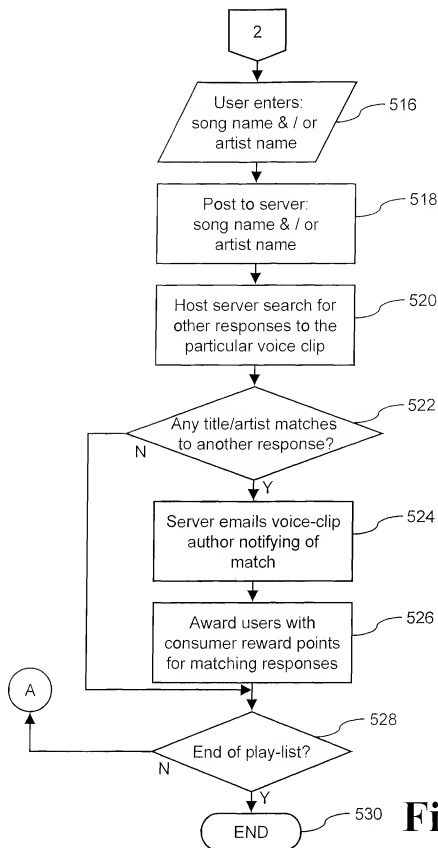 2
User enters:
song name & / or
artist name
516
Post to server:
song name & / or
artist name
518
Host server search for
other responses to the
particular voice clip
520
Any title/artist matches
to another response?
522
N
Y
Server emails voice-clip
author notifying of
match
524
Award users with
consumer reward points
for matching responses
526
A
End of play-list?
528
N
Y
END
530
Fi